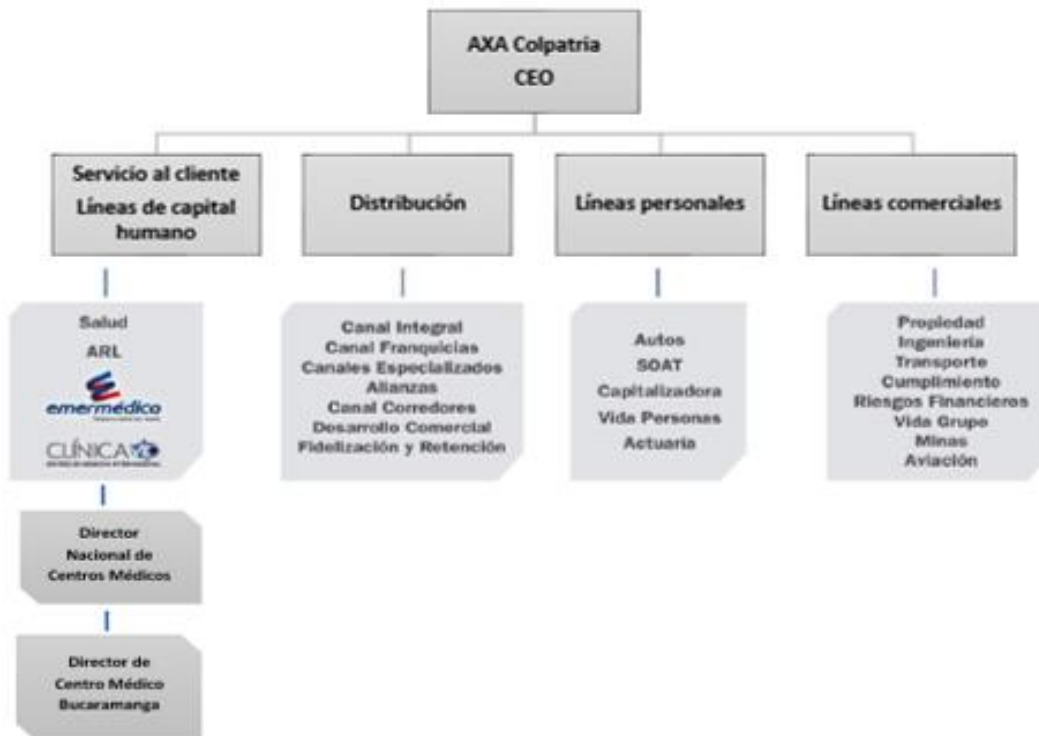 AXA Colpatria
CEO
Servicio al cliente
Líneas de capital
humano
Distribución
Líneas personales
Líneas comerciales
Salud
ARL
emermédica
CLÍNICA
Canal Integral
Canal Franquicias
Canales Especializados
Alianzas
Canal Corredores
Desarrollo Comercial
Fidelización y Retención
Autos
SOAT
Capitalizadora
Vida Personas
Actuaria
Propiedad
Ingeniería
Transporte
Cumplimiento
Riesgos Financieros
Vida Grupo
Minas
Aviación
Director
Nacional de
Centros Médicos
Director de
Centro Médico
Bucaramanga